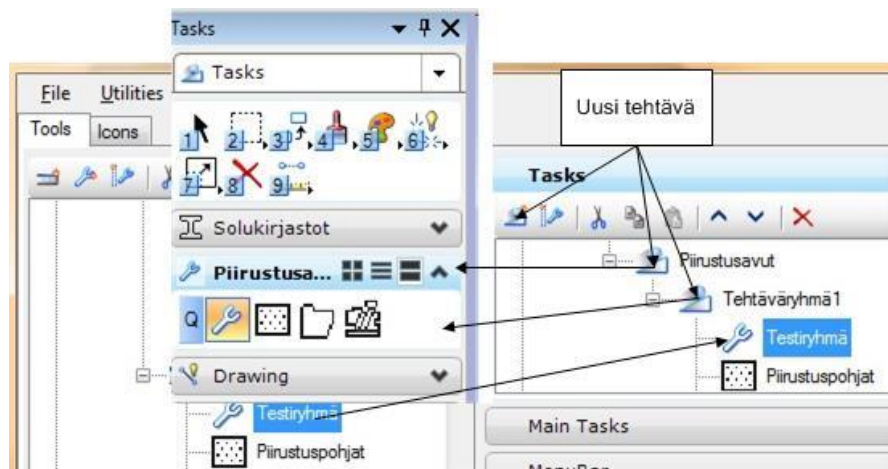 Tasks
Tasks
File Utilities
Tools Icons
1 2 3 4 5 6
7 8 9
Solukirjastot
Piirustusa...
Q
Drawing
Testiryhmä
Piirustuspohjat
Uusi tehtävä
Tasks
Piirustusavut
Tehtäväryhmä1
Testiryhmä
Piirustuspohjat
Main Tasks
MenuBar